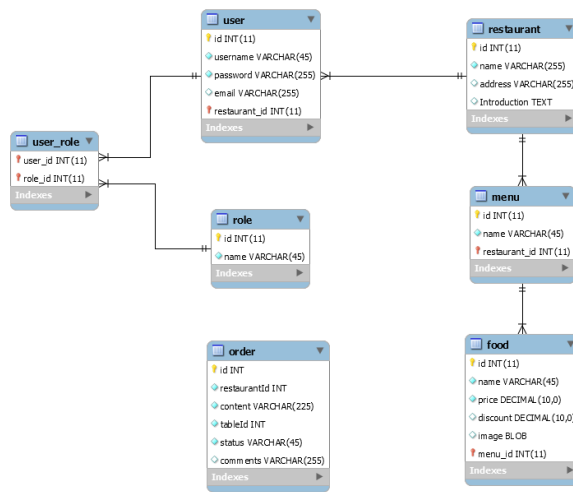 user
id INT(11)
username VARCHAR(45)
password VARCHAR(255)
email VARCHAR(255)
restaurant_id INT(11)
Indexes
restaurant
id INT(11)
name VARCHAR(255)
address VARCHAR(255)
Introduction TEXT
Indexes
user_role
user_id INT(11)
role_id INT(11)
Indexes
role
id INT(11)
name VARCHAR(45)
Indexes
menu
id INT(11)
name VARCHAR(45)
restaurant_id INT(11)
Indexes
order
id INT
restaurantId INT
content VARCHAR(225)
tableId INT
status VARCHAR(45)
comments VARCHAR(255)
Indexes
food
id INT(11)
name VARCHAR(45)
price DECIMAL(10,0)
discount DECIMAL(10,0)
image BLOB
menu_id INT(11)
Indexes